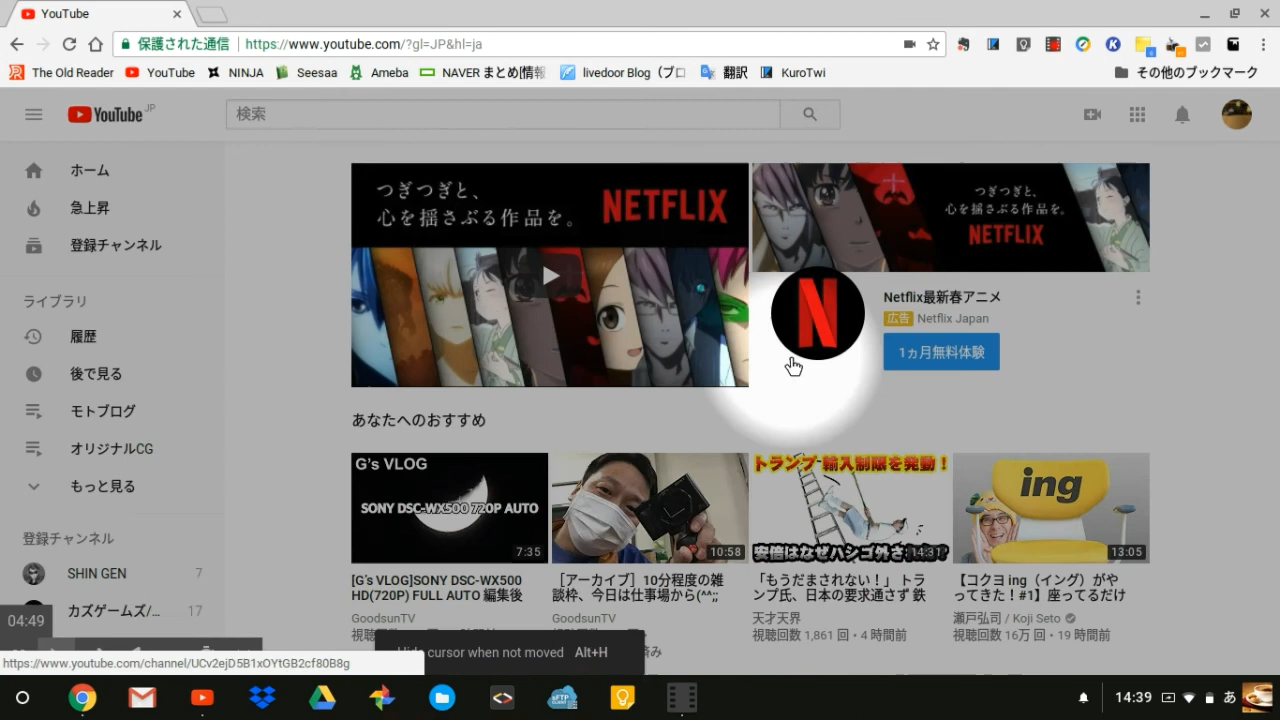 YouTube
保護された通信
https://www.youtube.com/?gl=JP&hl=ja
The Old Reader
YouTube
NINJA
Seesaa
Ameba
NAVER まとめ[情報
livedoor Blog（ブロ
翻訳
KuroTwi
その他のブックマーク
YouTube JP
検索
ホーム
急上昇
登録チャンネル
ライブラリ
履歴
後で見る
モトブログ
オリジナルCG
もっと見る
登録チャンネル
SHIN GEN 7
カズゲームズ/... 17
つぎつぎと、
心を揺さぶる作品を。
NETFLIX
つぎつぎと、
心を揺さぶる作品を。
NETFLIX
N
Netflix最新春アニメ
広告 Netflix Japan
1ヵ月無料体験
あなたへのおすすめ
G's VLOG
SONY DSC-WX500 720P AUTO
7:35
[G's VLOG]SONY DSC-WX500
HD(720P) FULL AUTO 編集後
GoodsunTV
10:58
［アーカイブ］10分程度の雑
談枠、今日は仕事場から(^^;;
GoodsunTV
トランプ 輸入制限を発動！
安倍はなぜハシゴ外された?
14:31
「もうだまされない！」トラ
ンプ氏、日本の要求通さず 鉄
天才天界
視聴回数 1,861 回・4 時間前
ing
13:05
【コクヨ ing（イング）がや
ってきた！#1】座ってるだけ
瀬戸弘司 / Koji Seto
視聴回数 16万 回・19 時間前
04:49
cursor when not moved Alt+H
https://www.youtube.com/channel/UCv2ejD5B1xOYtGB2cf80B8g
14:39
あ